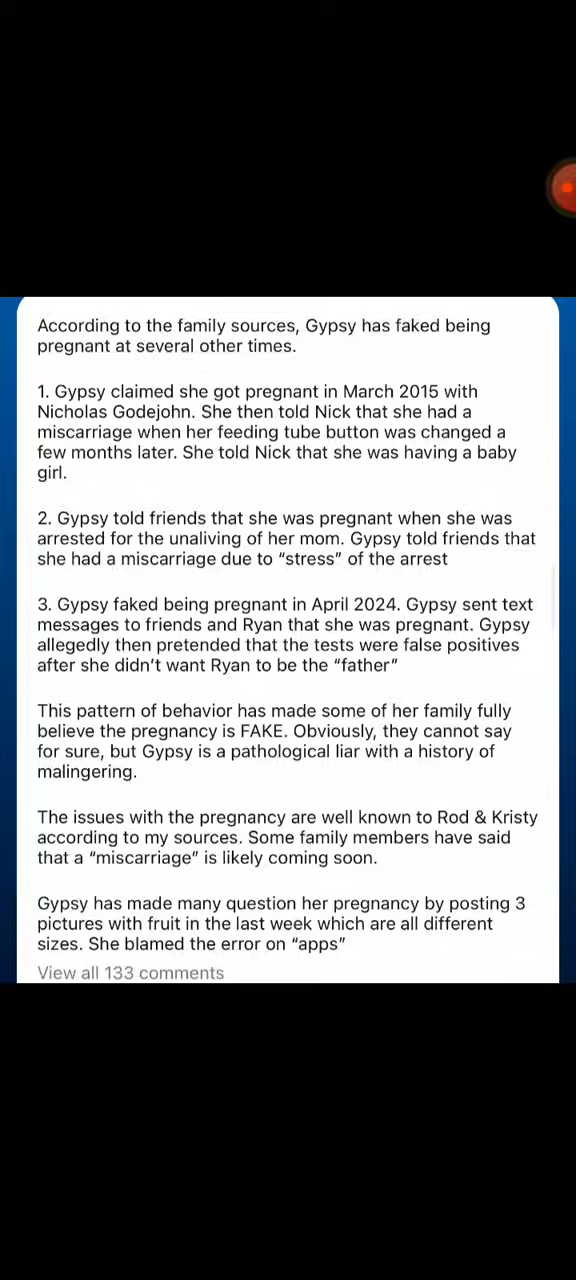 According to the family sources, Gypsy has faked being
pregnant at several other times.
1. Gypsy claimed she got pregnant in March 2015 with
Nicholas Godejohn. She then told Nick that she had a
miscarriage when her feeding tube button was changed a
few months later. She told Nick that she was having a baby
girl.
2. Gypsy told friends that she was pregnant when she was
arrested for the unaliving of her mom. Gypsy told friends that
she had a miscarriage due to “stress” of the arrest
3. Gypsy faked being pregnant in April 2024. Gypsy sent text
messages to friends and Ryan that she was pregnant. Gypsy
allegedly then pretended that the tests were false positives
after she didn’t want Ryan to be the “father”
This pattern of behavior has made some of her family fully
believe the pregnancy is FAKE. Obviously, they cannot say
for sure, but Gypsy is a pathological liar with a history of
malingering.
The issues with the pregnancy are well known to Rod & Kristy
according to my sources. Some family members have said
that a “miscarriage” is likely coming soon.
Gypsy has made many question her pregnancy by posting 3
pictures with fruit in the last week which are all different
sizes. She blamed the error on “apps”
View all 133 comments